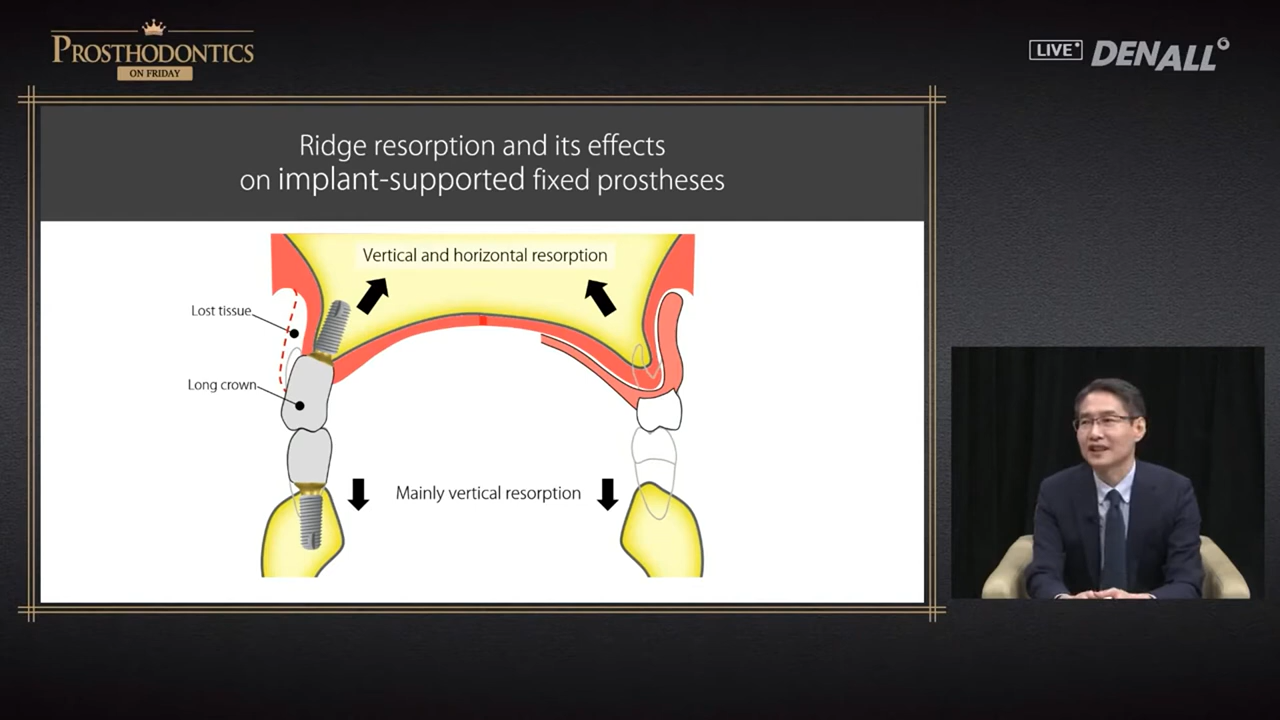 PROSTHODONTICS
ON FRIDAY
LIVE
DENALL
Ridge resorption and its effects
on implant-supported fixed prostheses
Vertical and horizontal resorption
Lost tissue
Long crown
Mainly vertical resorption